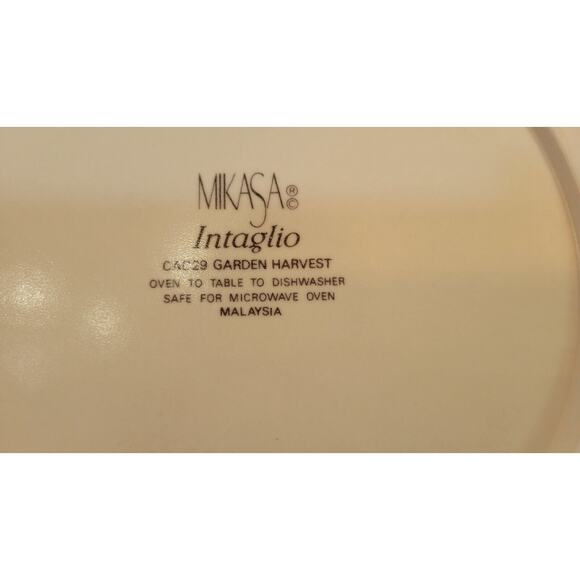 MIKASA ® ©
Intaglio
CAC29 GARDEN HARVEST
OVEN TO TABLE TO DISHWASHER
SAFE FOR MICROWAVE OVEN
MALAYSIA